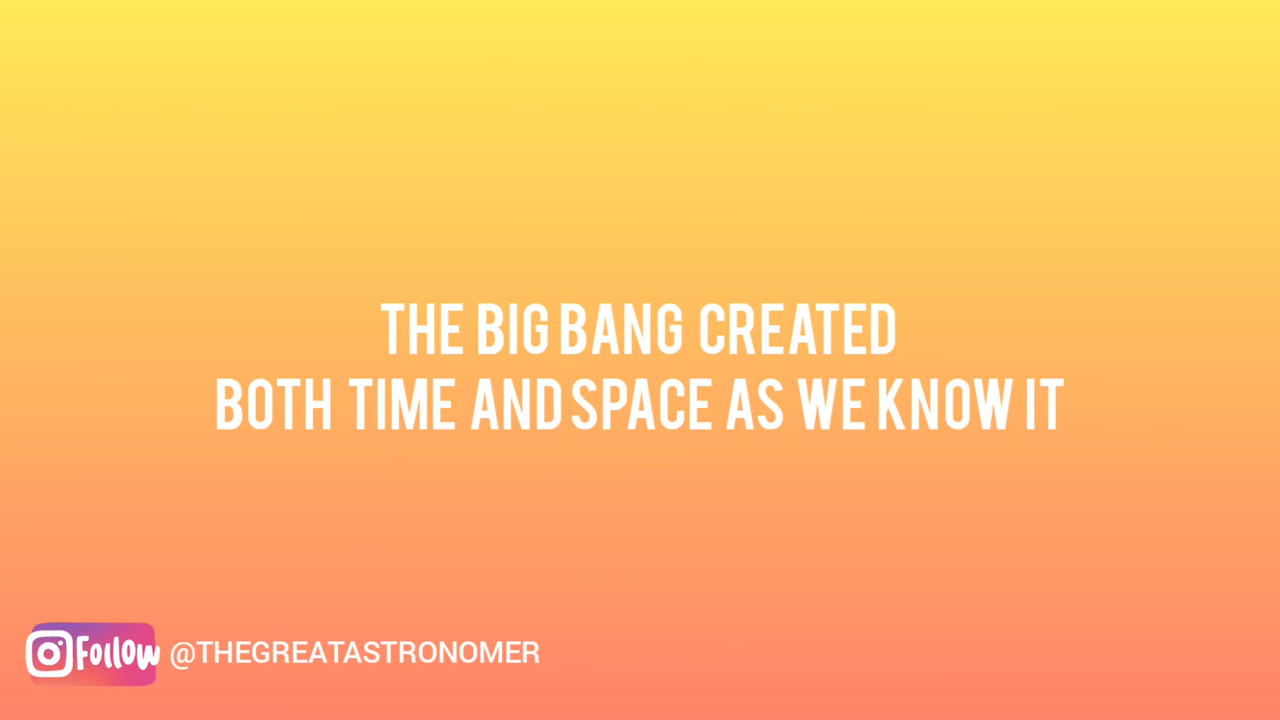 THE BIG BANG CREATED
BOTH TIME AND SPACE AS WE KNOW IT
Follow @THEGREATASTRONOMER